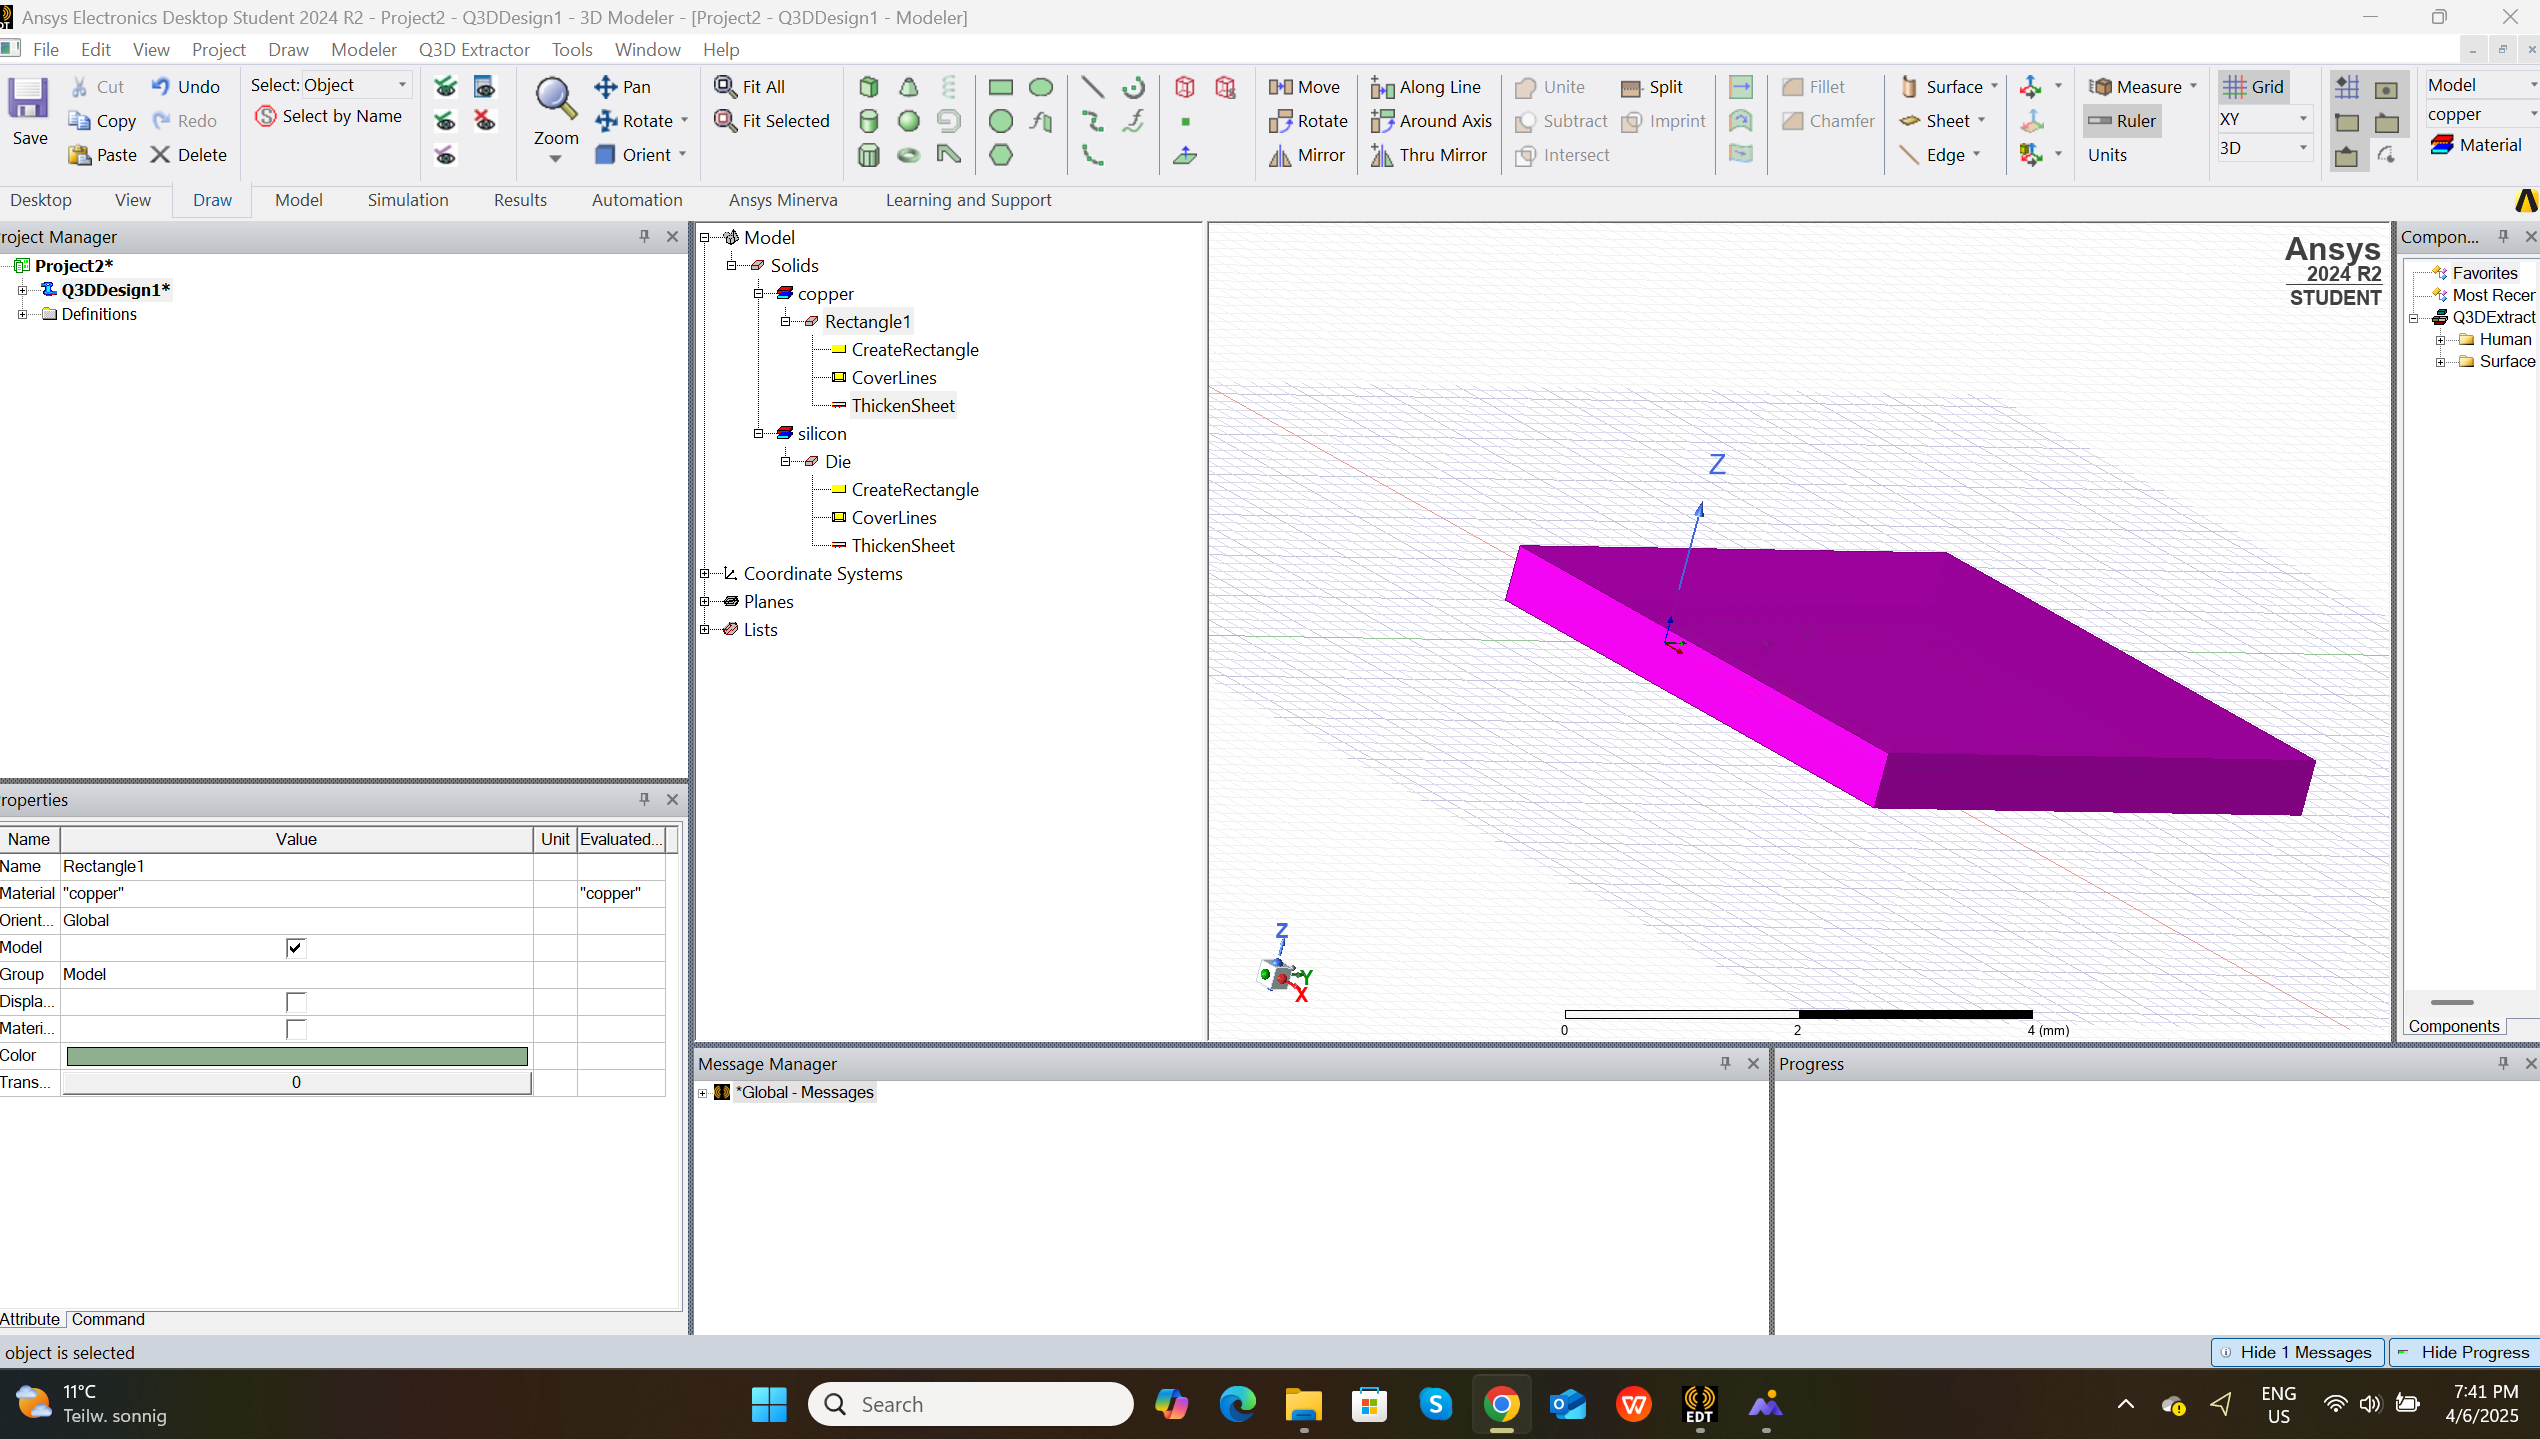 Ansys Electronics Desktop Student 2024 R2 - Project2 - Q3DDesign1 - 3D Modeler - [Project2 - Q3DDesign1 - Modeler]
File Edit View Project Draw Modeler Q3D Extractor Tools Window Help
Save
Cut
Copy
Paste
Undo
Redo
Delete
Select: Object
Select by Name
Zoom
Pan
Rotate
Orient
Fit All
Fit Selected
Move
Rotate
Mirror
Along Line
Around Axis
Thru Mirror
Unite
Subtract
Intersect
Split
Imprint
Fillet
Chamfer
Surface
Sheet
Edge
Measure
Ruler
Units
Grid
XY
3D
Model
copper
Material
Desktop View Draw Model Simulation Results Automation Ansys Minerva Learning and Support
roject Manager
Project2*
Q3DDesign1*
Definitions
Model
Solids
copper
Rectangle1
CreateRectangle
CoverLines
ThickenSheet
silicon
Die
CreateRectangle
CoverLines
ThickenSheet
Coordinate Systems
Planes
Lists
Ansys
2024 R2
STUDENT
Z
Z
Y
X
0 2 4 (mm)
Compon...
Favorites
Most Recer
Q3DExtract
Human
Surface
Components
roperties
Name Value Unit Evaluated...
Name Rectangle1
Material "copper" "copper"
Orient... Global
Model
Group Model
Displa...
Materi...
Color
Trans... 0
Attribute Command
Message Manager
*Global - Messages
Progress
object is selected
Hide 1 Messages Hide Progress
11°C
Teilw. sonnig
Search
EDT
ENG
US
7:41 PM
4/6/2025